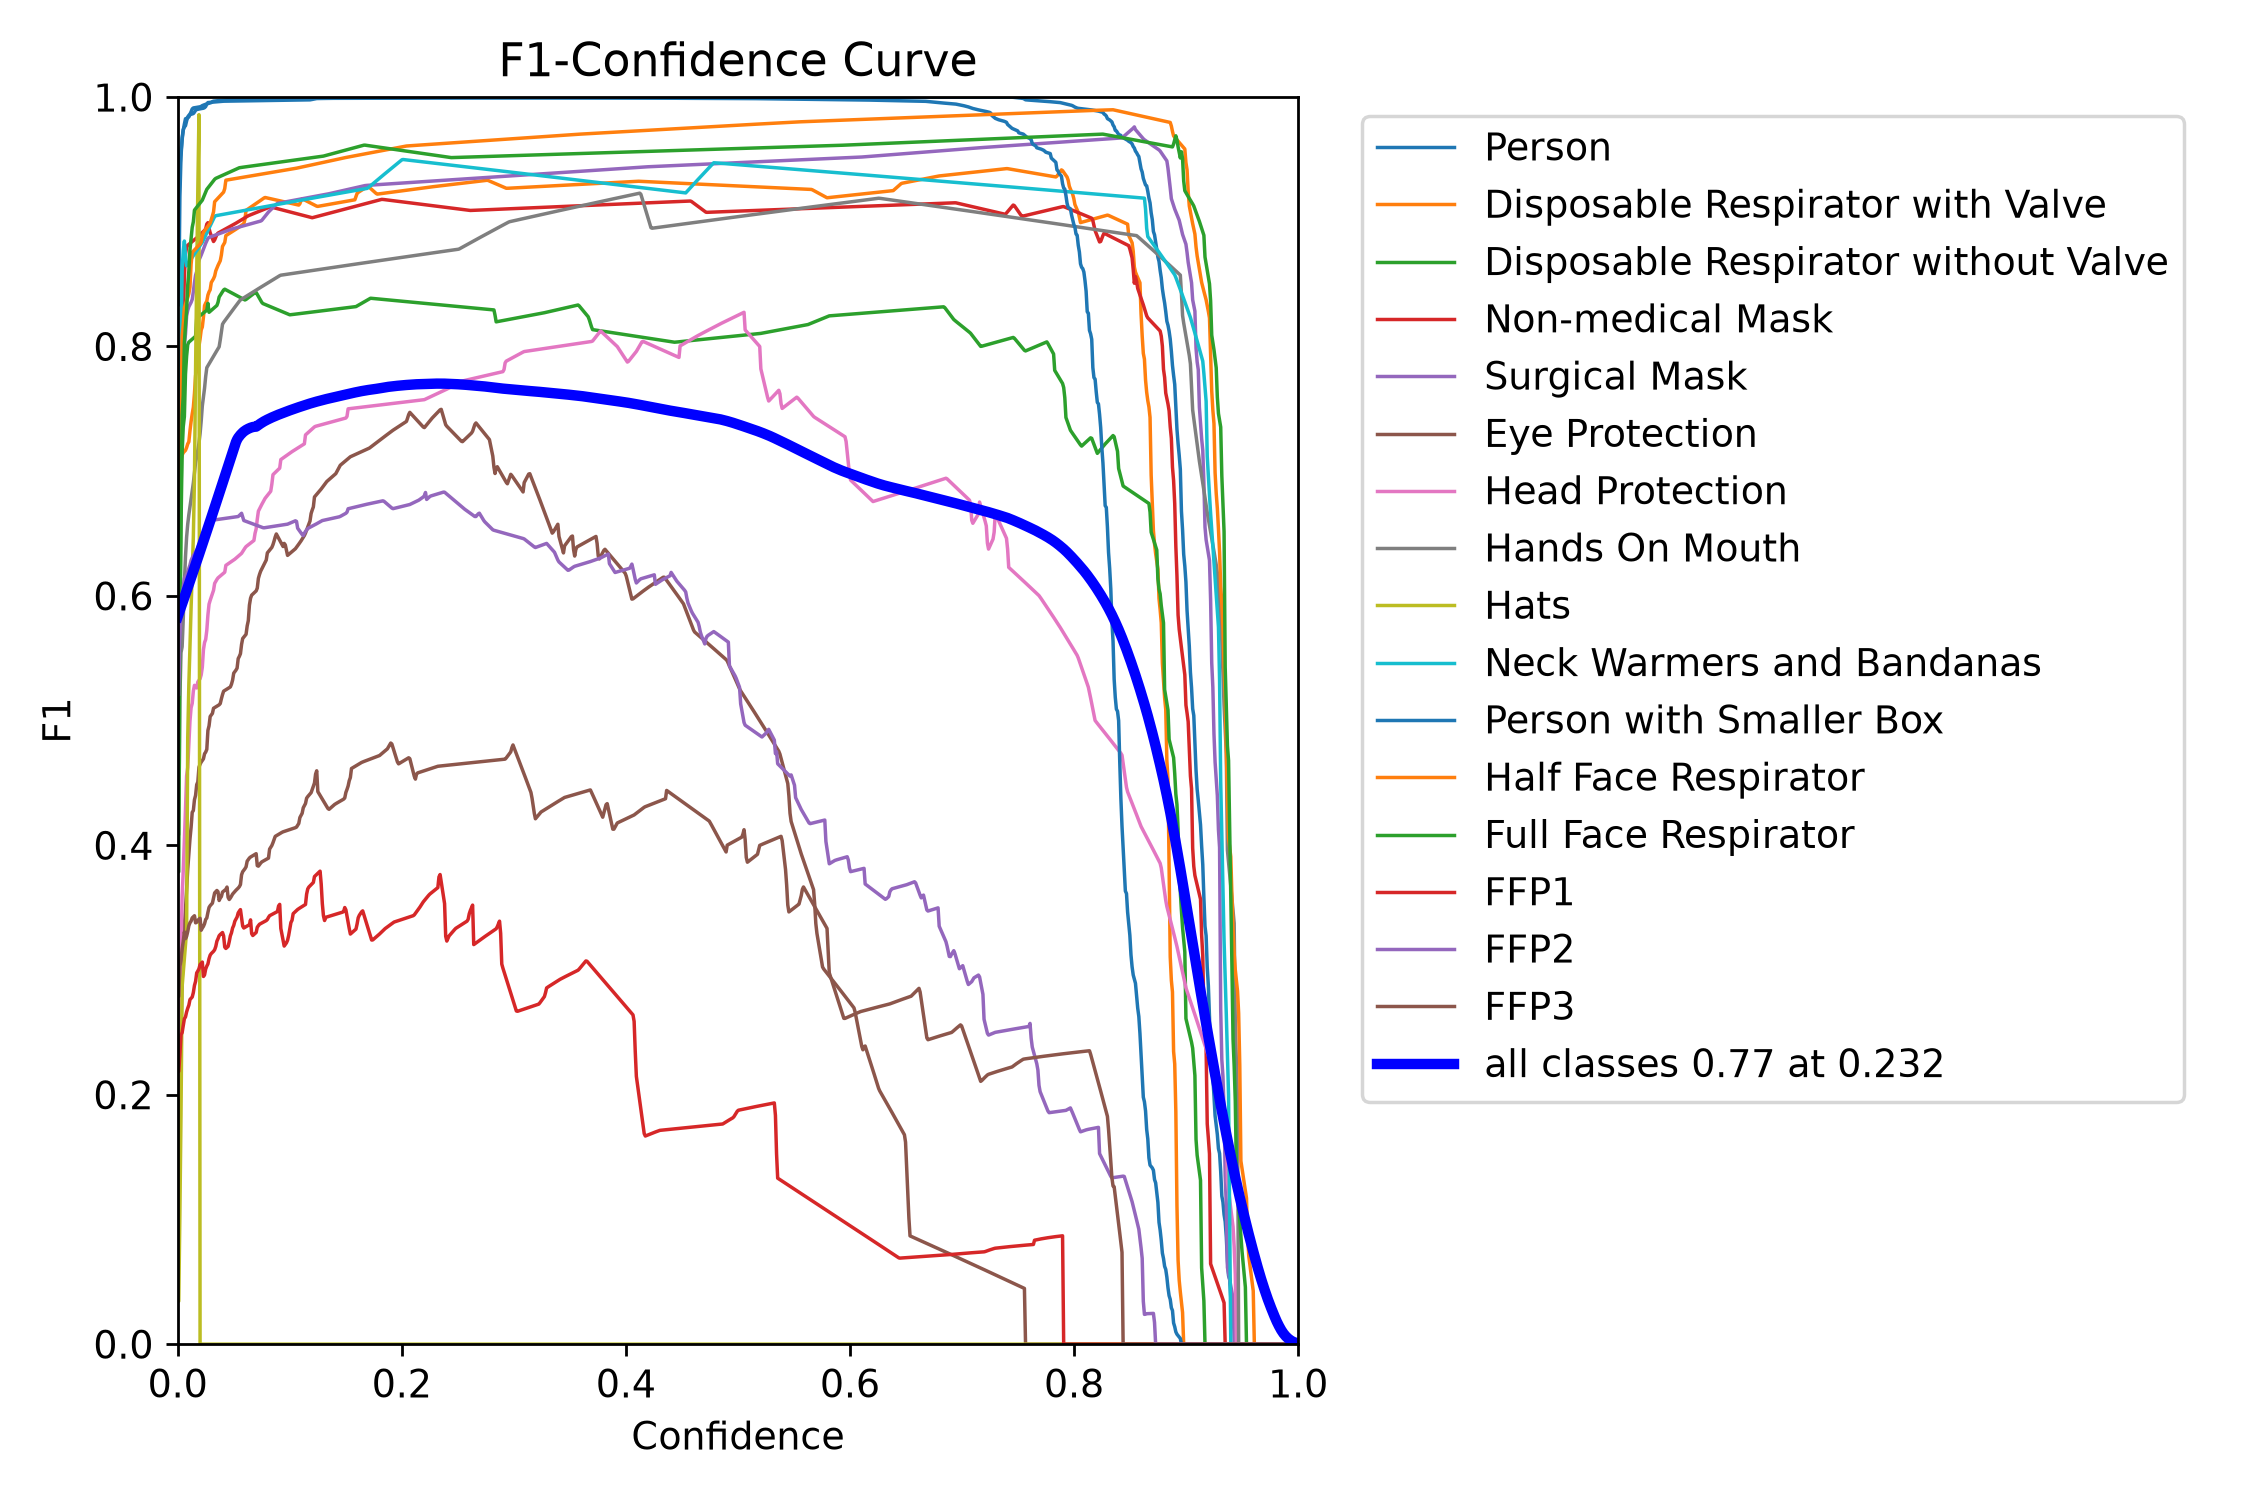 F1-Confidence Curve
1.0
0.8
0.6
0.4
0.2
0.0
F1
0.0 0.2 0.4 0.6 0.8 1.0
Confidence
Person
Disposable Respirator with Valve
Disposable Respirator without Valve
Non-medical Mask
Surgical Mask
Eye Protection
Head Protection
Hands On Mouth
Hats
Neck Warmers and Bandanas
Person with Smaller Box
Half Face Respirator
Full Face Respirator
FFP1
FFP2
FFP3
all classes 0.77 at 0.232